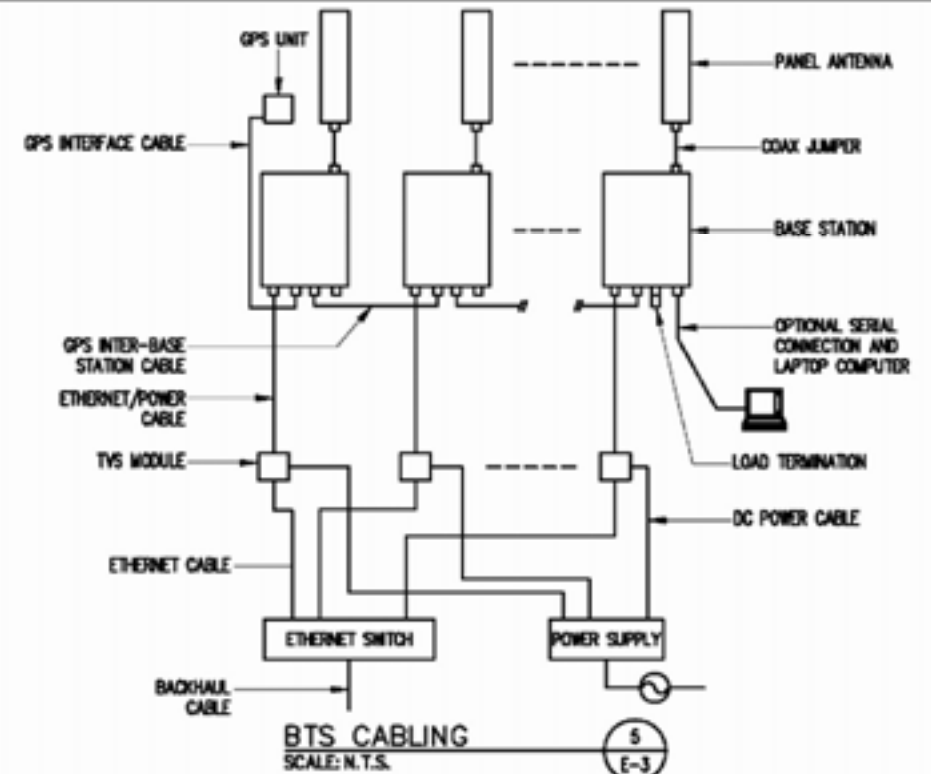 GPS UNIT
PANEL ANTENNA
GPS INTERFACE CABLE
COAX JUMPER
BASE STATION
GPS INTER-BASE
STATION CABLE
OPTIONAL SERIAL
CONNECTION AND
LAPTOP COMPUTER
ETHERNET/POWER
CABLE
TVS MODULE
LOAD TERMINATION
DC POWER CABLE
ETHERNET CABLE
ETHERNET SWITCH
POWER SUPPLY
BACKHAUL
CABLE
BTS CABLING
SCALE: N.T.S.
5
E-3